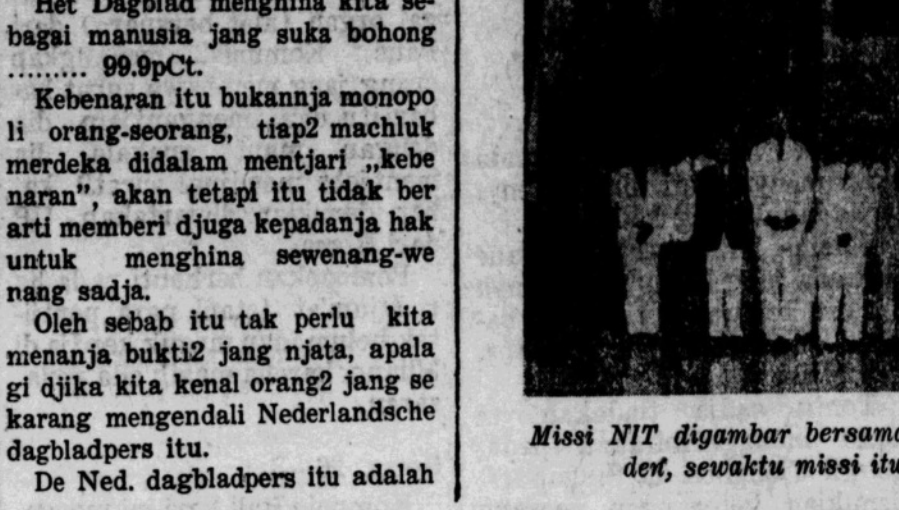 Het Dagblad menghina kita se-
bagai manusia jang suka bohong
......... 99.9pCt.
Kebenaran itu bukannja monopo
li orang-seorang, tiap2 machluk
merdeka didalam mentjari „kebe
naran”, akan tetapi itu tidak ber
arti memberi djuga kepadanja hak
untuk menghina sewenang-we
nang sadja.
Oleh sebab itu tak perlu kita
menanja bukti2 jang njata, apala
gi djika kita kenal orang2 jang se
karang mengendali Nederlandsche
dagbladpers itu.
De Ned. dagbladpers itu adalah
Missi NIT digambar bersama
den, sewaktu missi itu